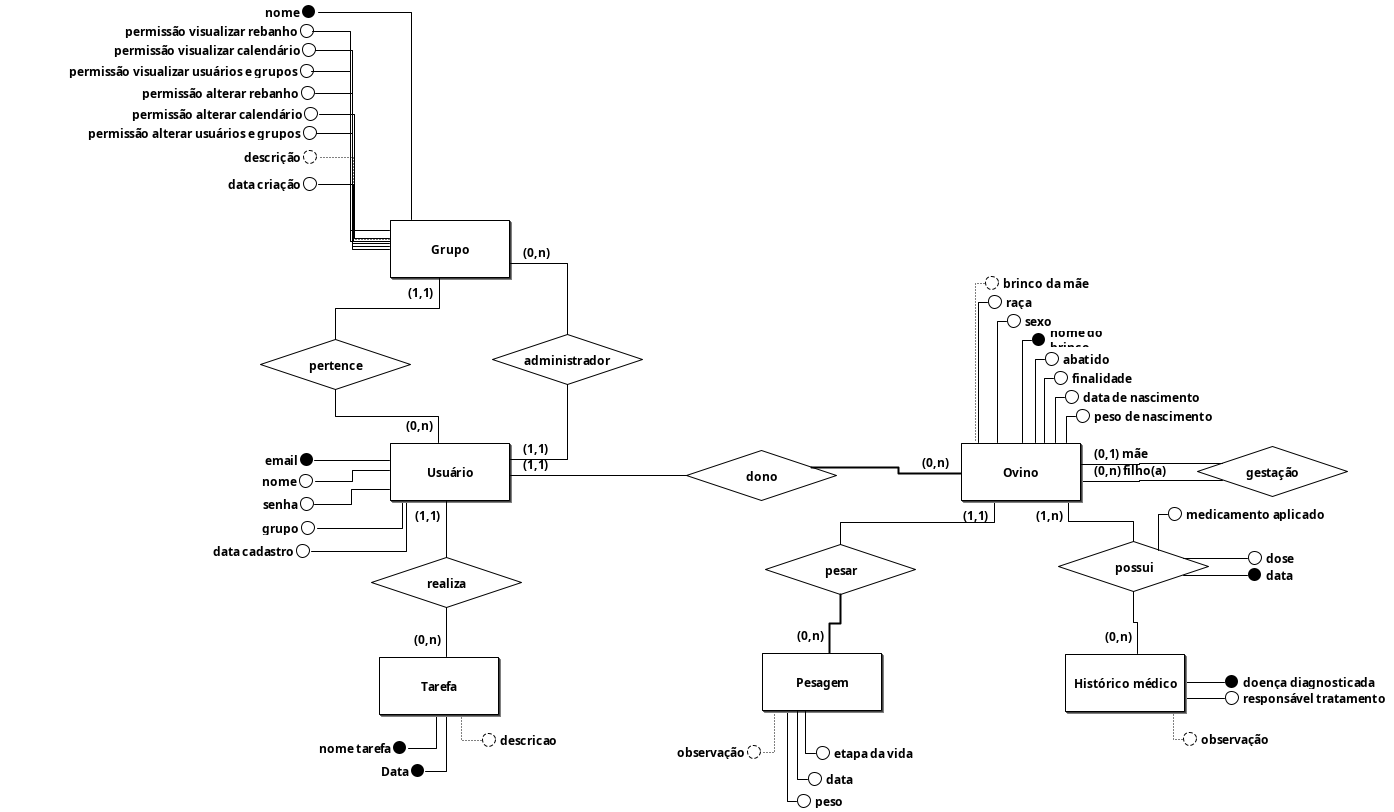 nome
permissão visualizar rebanho
permissão visualizar calendário
permissão visualizar usuários e grupos
permissão alterar rebanho
permissão alterar calendário
permissão alterar usuários e grupos
descrição
data criação
Grupo
(0,n)
(1,1)
pertence
administrador
(0,n)
(1,1)
(1,1)
email
nome
senha
grupo
data cadastro
Usuário
(1,1)
realiza
(0,n)
Tarefa
nome tarefa
Data
descricao
dono
(0,n)
brinco da mãe
raça
sexo
nome do
brinco
abatido
finalidade
data de nascimento
peso de nascimento
Ovino
(0,1) mãe
(0,n) filho(a)
gestação
(1,1)
(1,n)
pesar
(0,n)
Pesagem
observação
etapa da vida
data
peso
medicamento aplicado
possui
dose
data
(0,n)
Histórico médico
doença diagnosticada
responsável tratamento
observação